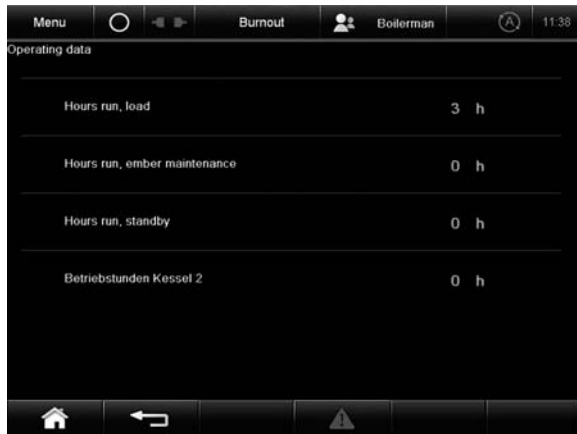 Menu Burnout Boilerman A 11:38
Operating data
Hours run, load 3 h
Hours run, ember maintenance 0 h
Hours run, standby 0 h
Betriebstunden Kessel 2 0 h